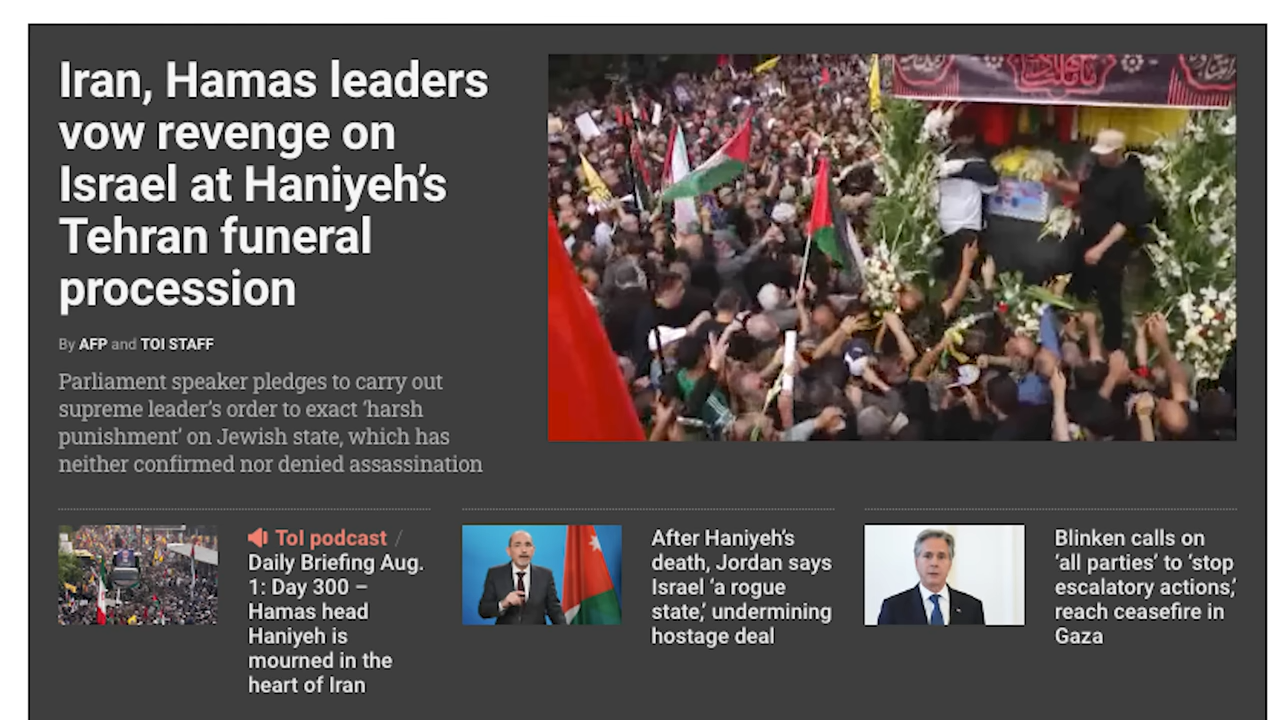 Iran, Hamas leaders
vow revenge on
Israel at Haniyeh’s
Tehran funeral
procession
By AFP and TOI STAFF
Parliament speaker pledges to carry out
supreme leader’s order to exact ‘harsh
punishment’ on Jewish state, which has
neither confirmed nor denied assassination
ToI podcast /
Daily Briefing Aug.
1: Day 300 –
Hamas head
Haniyeh is
mourned in the
heart of Iran
After Haniyeh’s
death, Jordan says
Israel ‘a rogue
state,’ undermining
hostage deal
Blinken calls on
‘all parties’ to ‘stop
escalatory actions,’
reach ceasefire in
Gaza